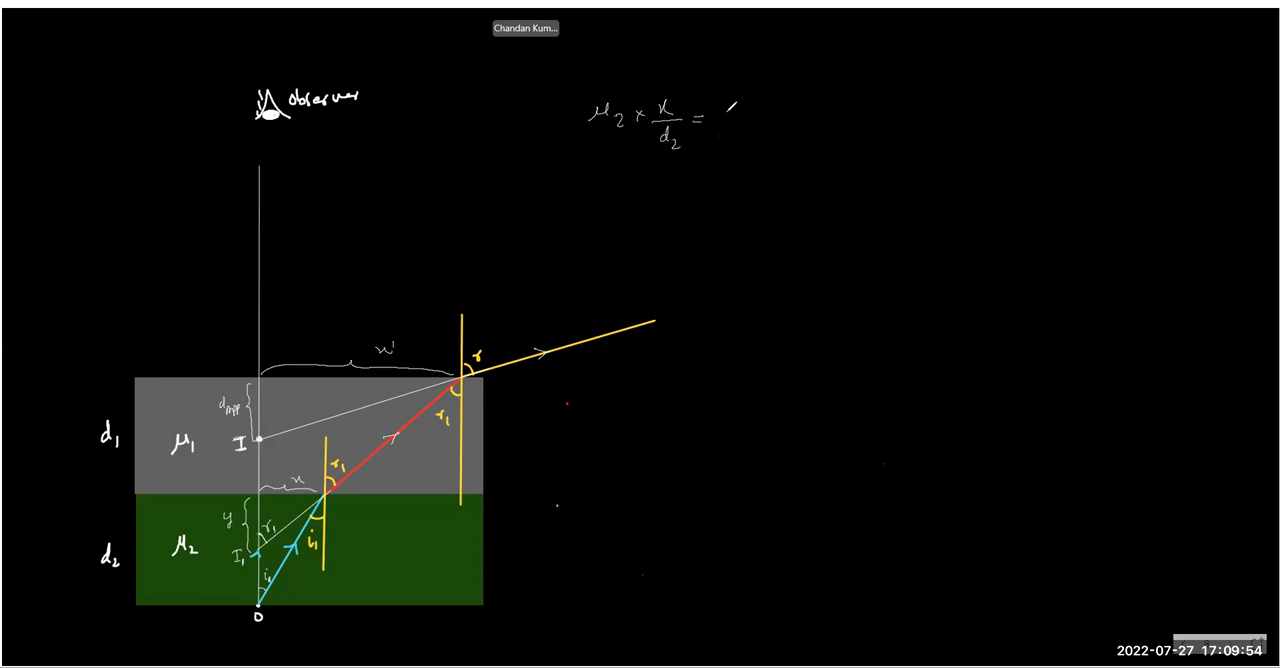 Chandan Kum...
observer
μ₂ × x/d₂ =
x'
r
d_app
r₁
d₁
μ₁
I
r₁
x
y
r₁
i₁
μ₂
d₂
I₁
i₁
O
2022-07-27 17:09:54